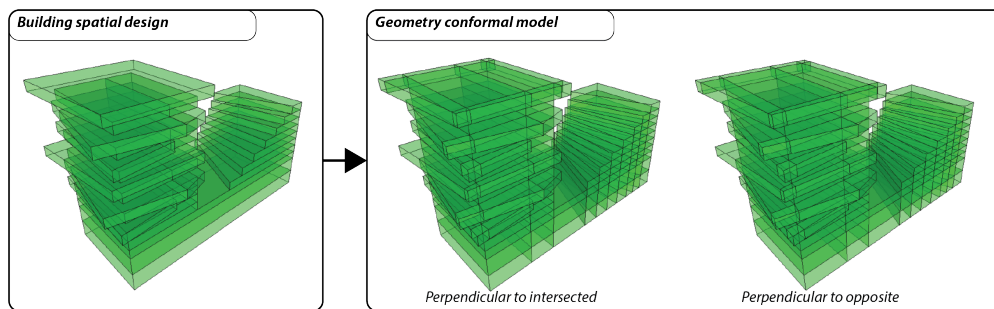 Building spatial design
Geometry conformal model
Perpendicular to intersected
Perpendicular to opposite